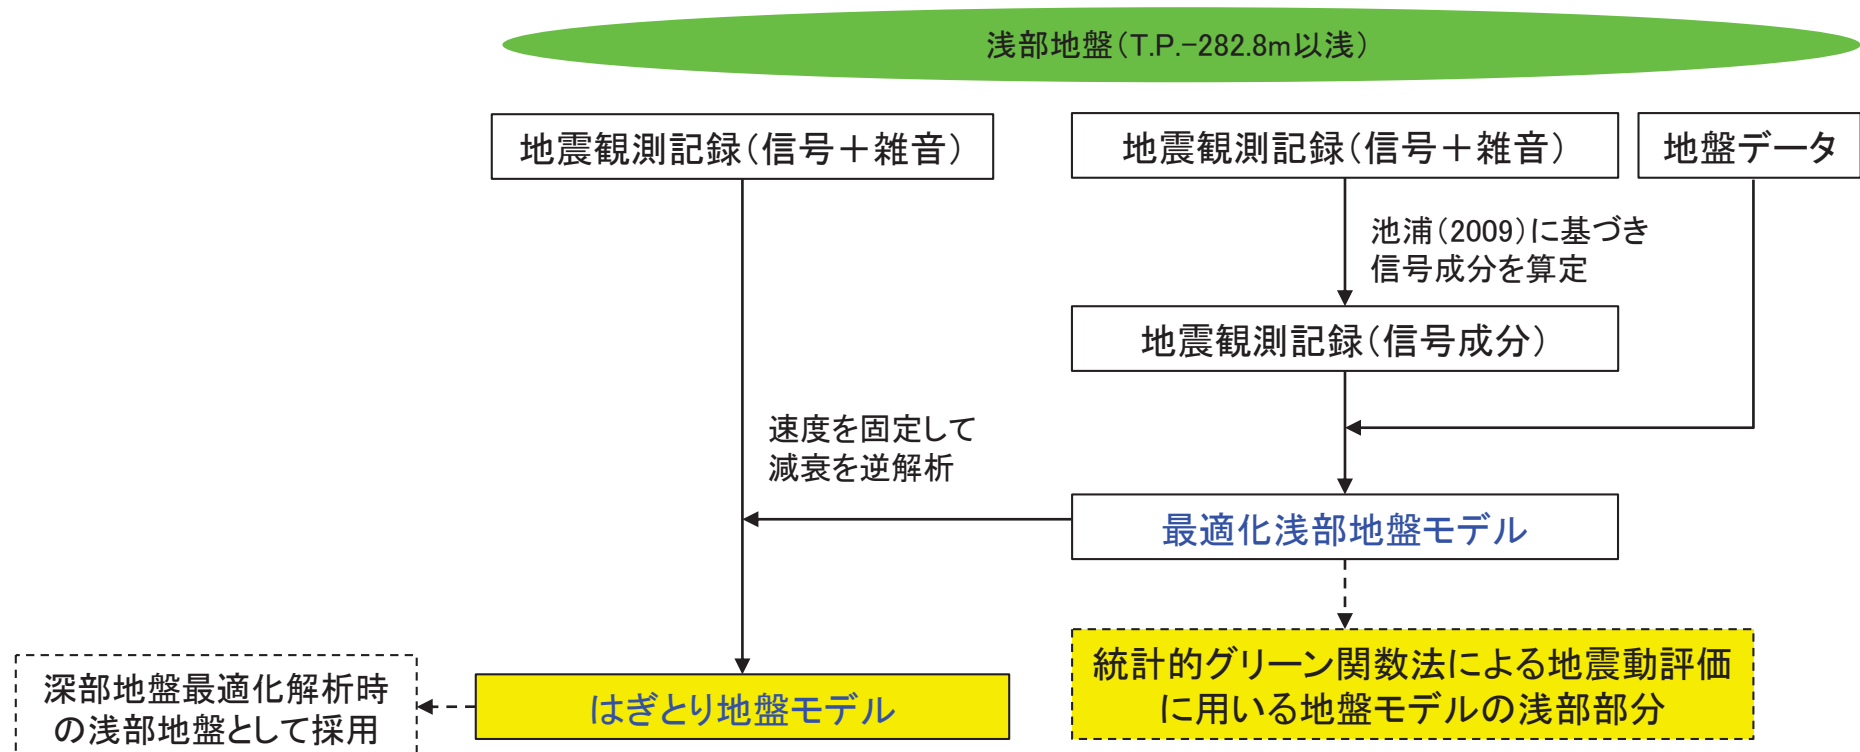 浅部地盤(T.P.-282.8m以浅)
地震観測記録(信号+雑音)
地震観測記録(信号+雑音)
地盤データ
池浦(2009)に基づき
信号成分を算定
地震観測記録(信号成分)
速度を固定して
減衰を逆解析
最適化浅部地盤モデル
深部地盤最適化解析時
の浅部地盤として採用
はぎとり地盤モデル
統計的グリーン関数法による地震動評価
に用いる地盤モデルの浅部部分